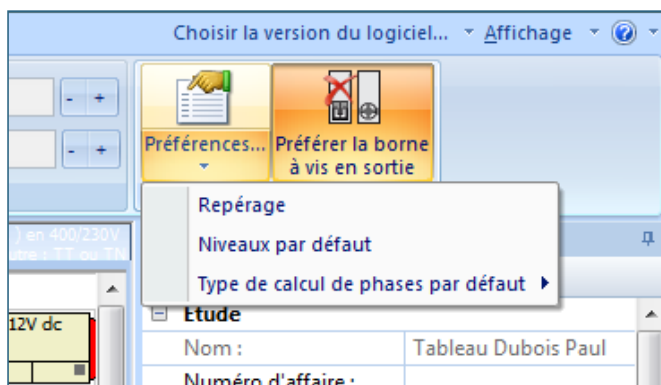 Choisir la version du logiciel... Affichage
- +
- +
Préférences...
Préférer la borne
à vis en sortie
Repérage
Niveaux par défaut
Type de calcul de phases par défaut
) en 400/230V
utre : TT ou TN
12V dc
Etude
Nom : Tableau Dubois Paul
Numéro d'affaire :